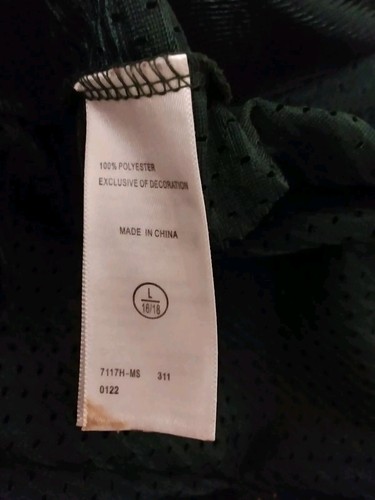 100% POLYESTER
EXCLUSIVE OF DECORATION
MADE IN CHINA
L
16/18
7117H-MS 311
0122